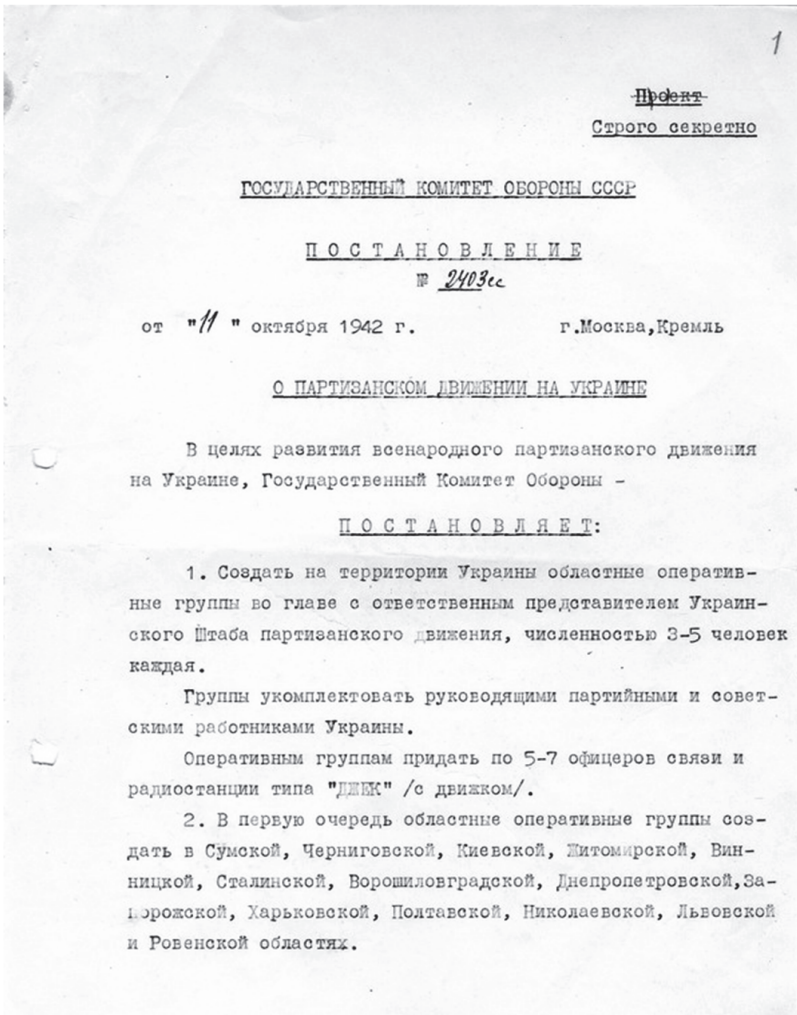 1
Проект
Строго секретно
ГОСУДАРСТВЕННЫЙ КОМИТЕТ ОБОРОНЫ СССР
ПОСТАНОВЛЕНИЕ
№ 2403сс
от "11" октября 1942 г. г.Москва,Кремль
О ПАРТИЗАНСКОМ ДВИЖЕНИИ НА УКРАИНЕ
В целях развития всенародного партизанского движения
на Украине, Государственный Комитет Обороны –
ПОСТАНОВЛЯЕТ:
1. Создать на территории Украины областные оператив-
ные группы во главе с ответственным представителем Украин-
ского Штаба партизанского движения, численностью 3-5 человек
каждая.
Группы укомплектовать руководящими партийными и совет-
скими работниками Украины.
Оперативным группам придать по 5-7 офицеров связи и
радиостанции типа "ДЖЕК" /с движком/.
2. В первую очередь областные оперативные группы соз-
дать в Сумской, Черниговской, Киевской, Житомирской, Вин-
ницкой, Сталинской, Ворошиловградской, Днепропетровской,За-
порожской, Харьковской, Полтавской, Николаевской, Львовской
и Ровенской областях.